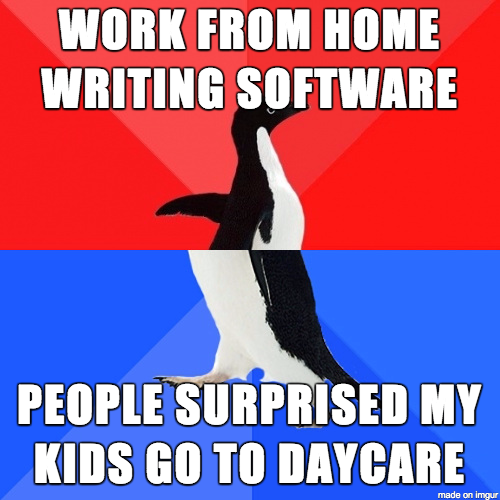 WORK FROM HOME
WRITING SOFTWARE
PEOPLE SURPRISED MY
KIDS GO TO DAYCARE
made on imgur